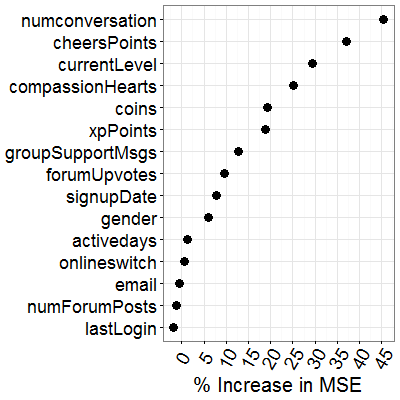 numconversation
cheersPoints
currentLevel
compassionHearts
coins
xpPoints
groupSupportMsgs
forumUpvotes
signupDate
gender
activedays
onlineswitch
email
numForumPosts
lastLogin
0 5 10 15 20 25 30 35 40 45
% Increase in MSE